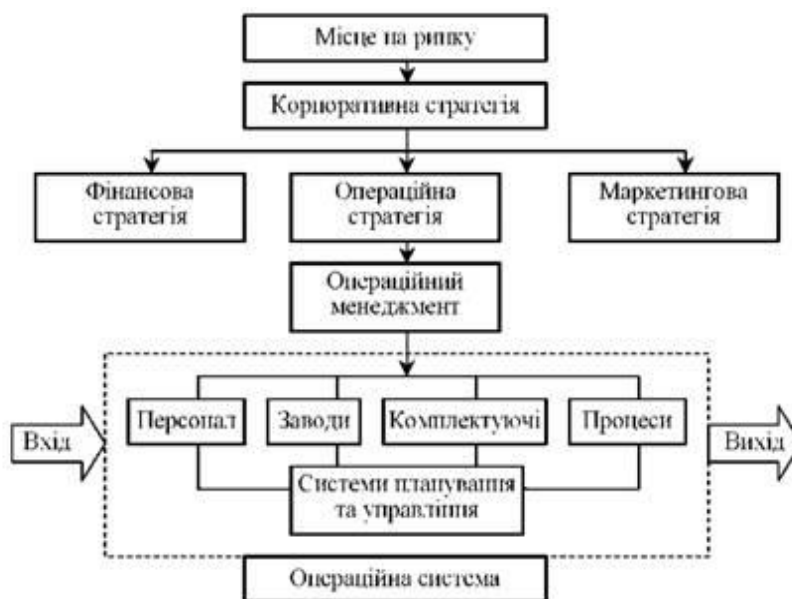 Місце на ринку
Корпоративна стратегія
Фінансова
стратегія
Операційна
стратегія
Маркетингова
стратегія
Операційний
менеджмент
Вхід
Персонал
Заводи
Комплектуючі
Процеси
Вихід
Системи планування
та управління
Операційна система